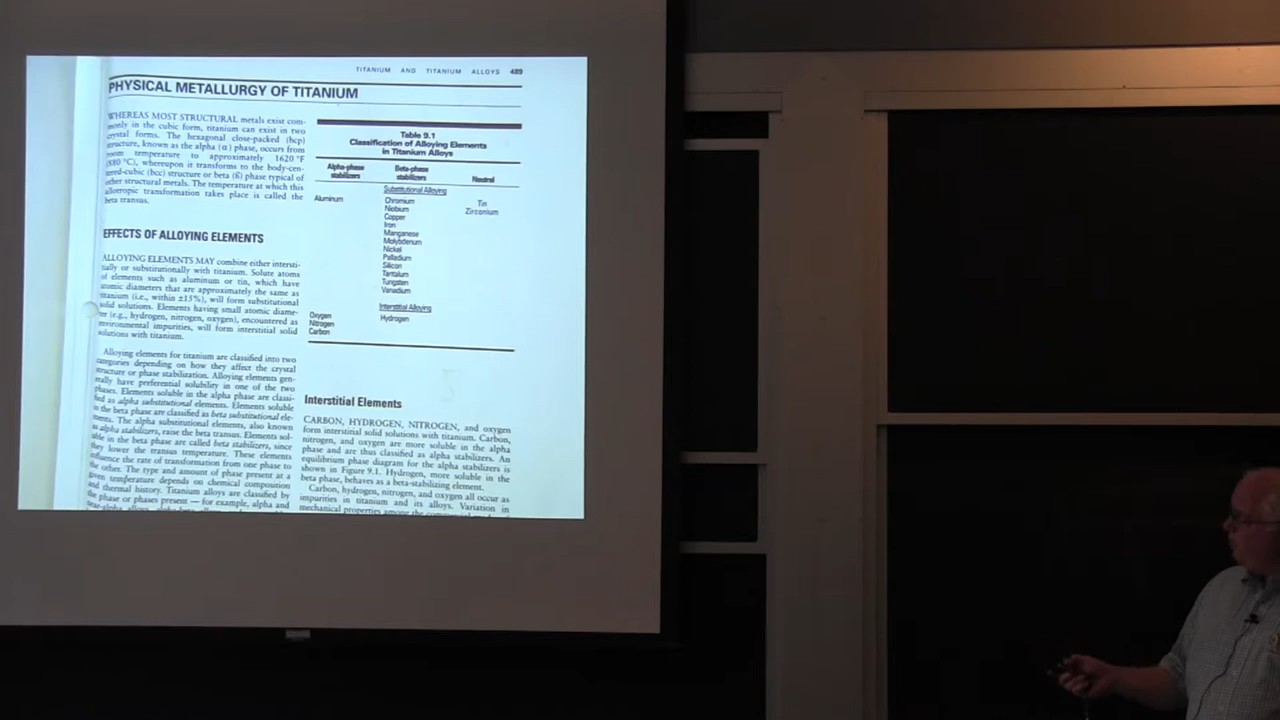 TITANIUM AND TITANIUM ALLOYS 489
PHYSICAL METALLURGY OF TITANIUM
WHEREAS MOST STRUCTURAL metals exist com-
monly in the cubic form, titanium can exist in two
crystal forms. The hexagonal close-packed (hcp)
structure, known as the alpha (α) phase, occurs from
room temperature to approximately 1620 °F
(880 °C), whereupon it transforms to the body-cen-
tered-cubic (bcc) structure or beta (ß) phase typical of
other structural metals. The temperature at which this
allotropic transformation takes place is called the
beta transus.
EFFECTS OF ALLOYING ELEMENTS
ALLOYING ELEMENTS MAY combine either intersti-
tially or substitutionally with titanium. Solute atoms
of elements such as aluminum or tin, which have
atomic diameters that are approximately the same as
titanium (i.e., within ±15%), will form substitutional
solid solutions. Elements having small atomic diame-
ter (e.g., hydrogen, nitrogen, oxygen), encountered as
environmental impurities, will form interstitial solid
solutions with titanium.
Alloying elements for titanium are classified into two
categories depending on how they affect the crystal
structure or phase stabilization. Alloying elements gen-
erally have preferential solubility in one of the two
phases. Elements soluble in the alpha phase are classi-
fied as alpha substitutional elements. Elements soluble
in the beta phase are classified as beta substitutional ele-
ments. The alpha substitutional elements, also known
as alpha stabilizers, raise the beta transus. Elements sol-
uble in the beta phase are called beta stabilizers, since
they lower the transus temperature. These elements
influence the rate of transformation from one phase to
the other. The type and amount of phase present at a
given temperature depends on chemical composition
and thermal history. Titanium alloys are classified by
the phase or phases present — for example, alpha and
near-alpha alloys, alpha-beta
Table 9.1
Classification of Alloying Elements
in Titanium Alloys
Alpha-phase stabilizers Beta-phase stabilizers Neutral
Substitutional Alloying
Aluminum Chromium Tin
Niobium Zirconium
Copper
Iron
Manganese
Molybdenum
Nickel
Palladium
Silicon
Tantalum
Tungsten
Vanadium
Interstitial Alloying
Oxygen Hydrogen
Nitrogen
Carbon
Interstitial Elements
CARBON, HYDROGEN, NITROGEN, and oxygen
form interstitial solid solutions with titanium. Carbon,
nitrogen, and oxygen are more soluble in the alpha
phase and are thus classified as alpha stabilizers. An
equilibrium phase diagram for the alpha stabilizers is
shown in Figure 9.1. Hydrogen, more soluble in the
beta phase, behaves as a beta-stabilizing element.
Carbon, hydrogen, nitrogen, and oxygen all occur as
impurities in titanium and its alloys. Variation in
mechanical properties among the